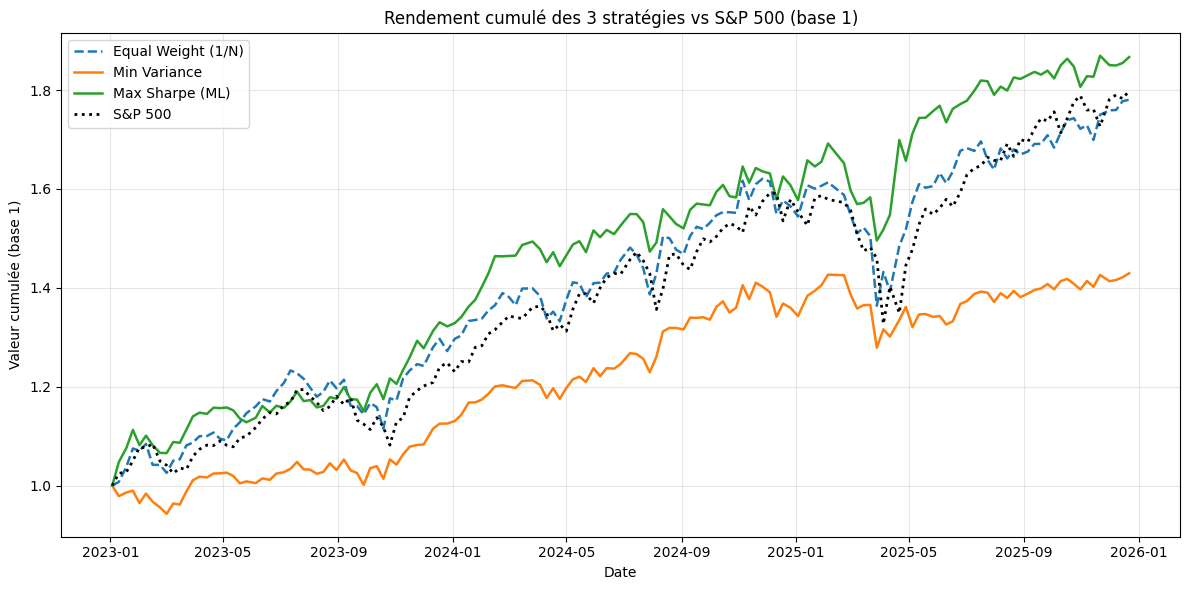 Rendement cumulé des 3 stratégies vs S&P 500 (base 1)
Equal Weight (1/N)
Min Variance
Max Sharpe (ML)
S&P 500
Valeur cumulée (base 1)
1.8
1.6
1.4
1.2
1.0
2023-01
2023-05
2023-09
2024-01
2024-05
2024-09
2025-01
2025-05
2025-09
2026-01
Date